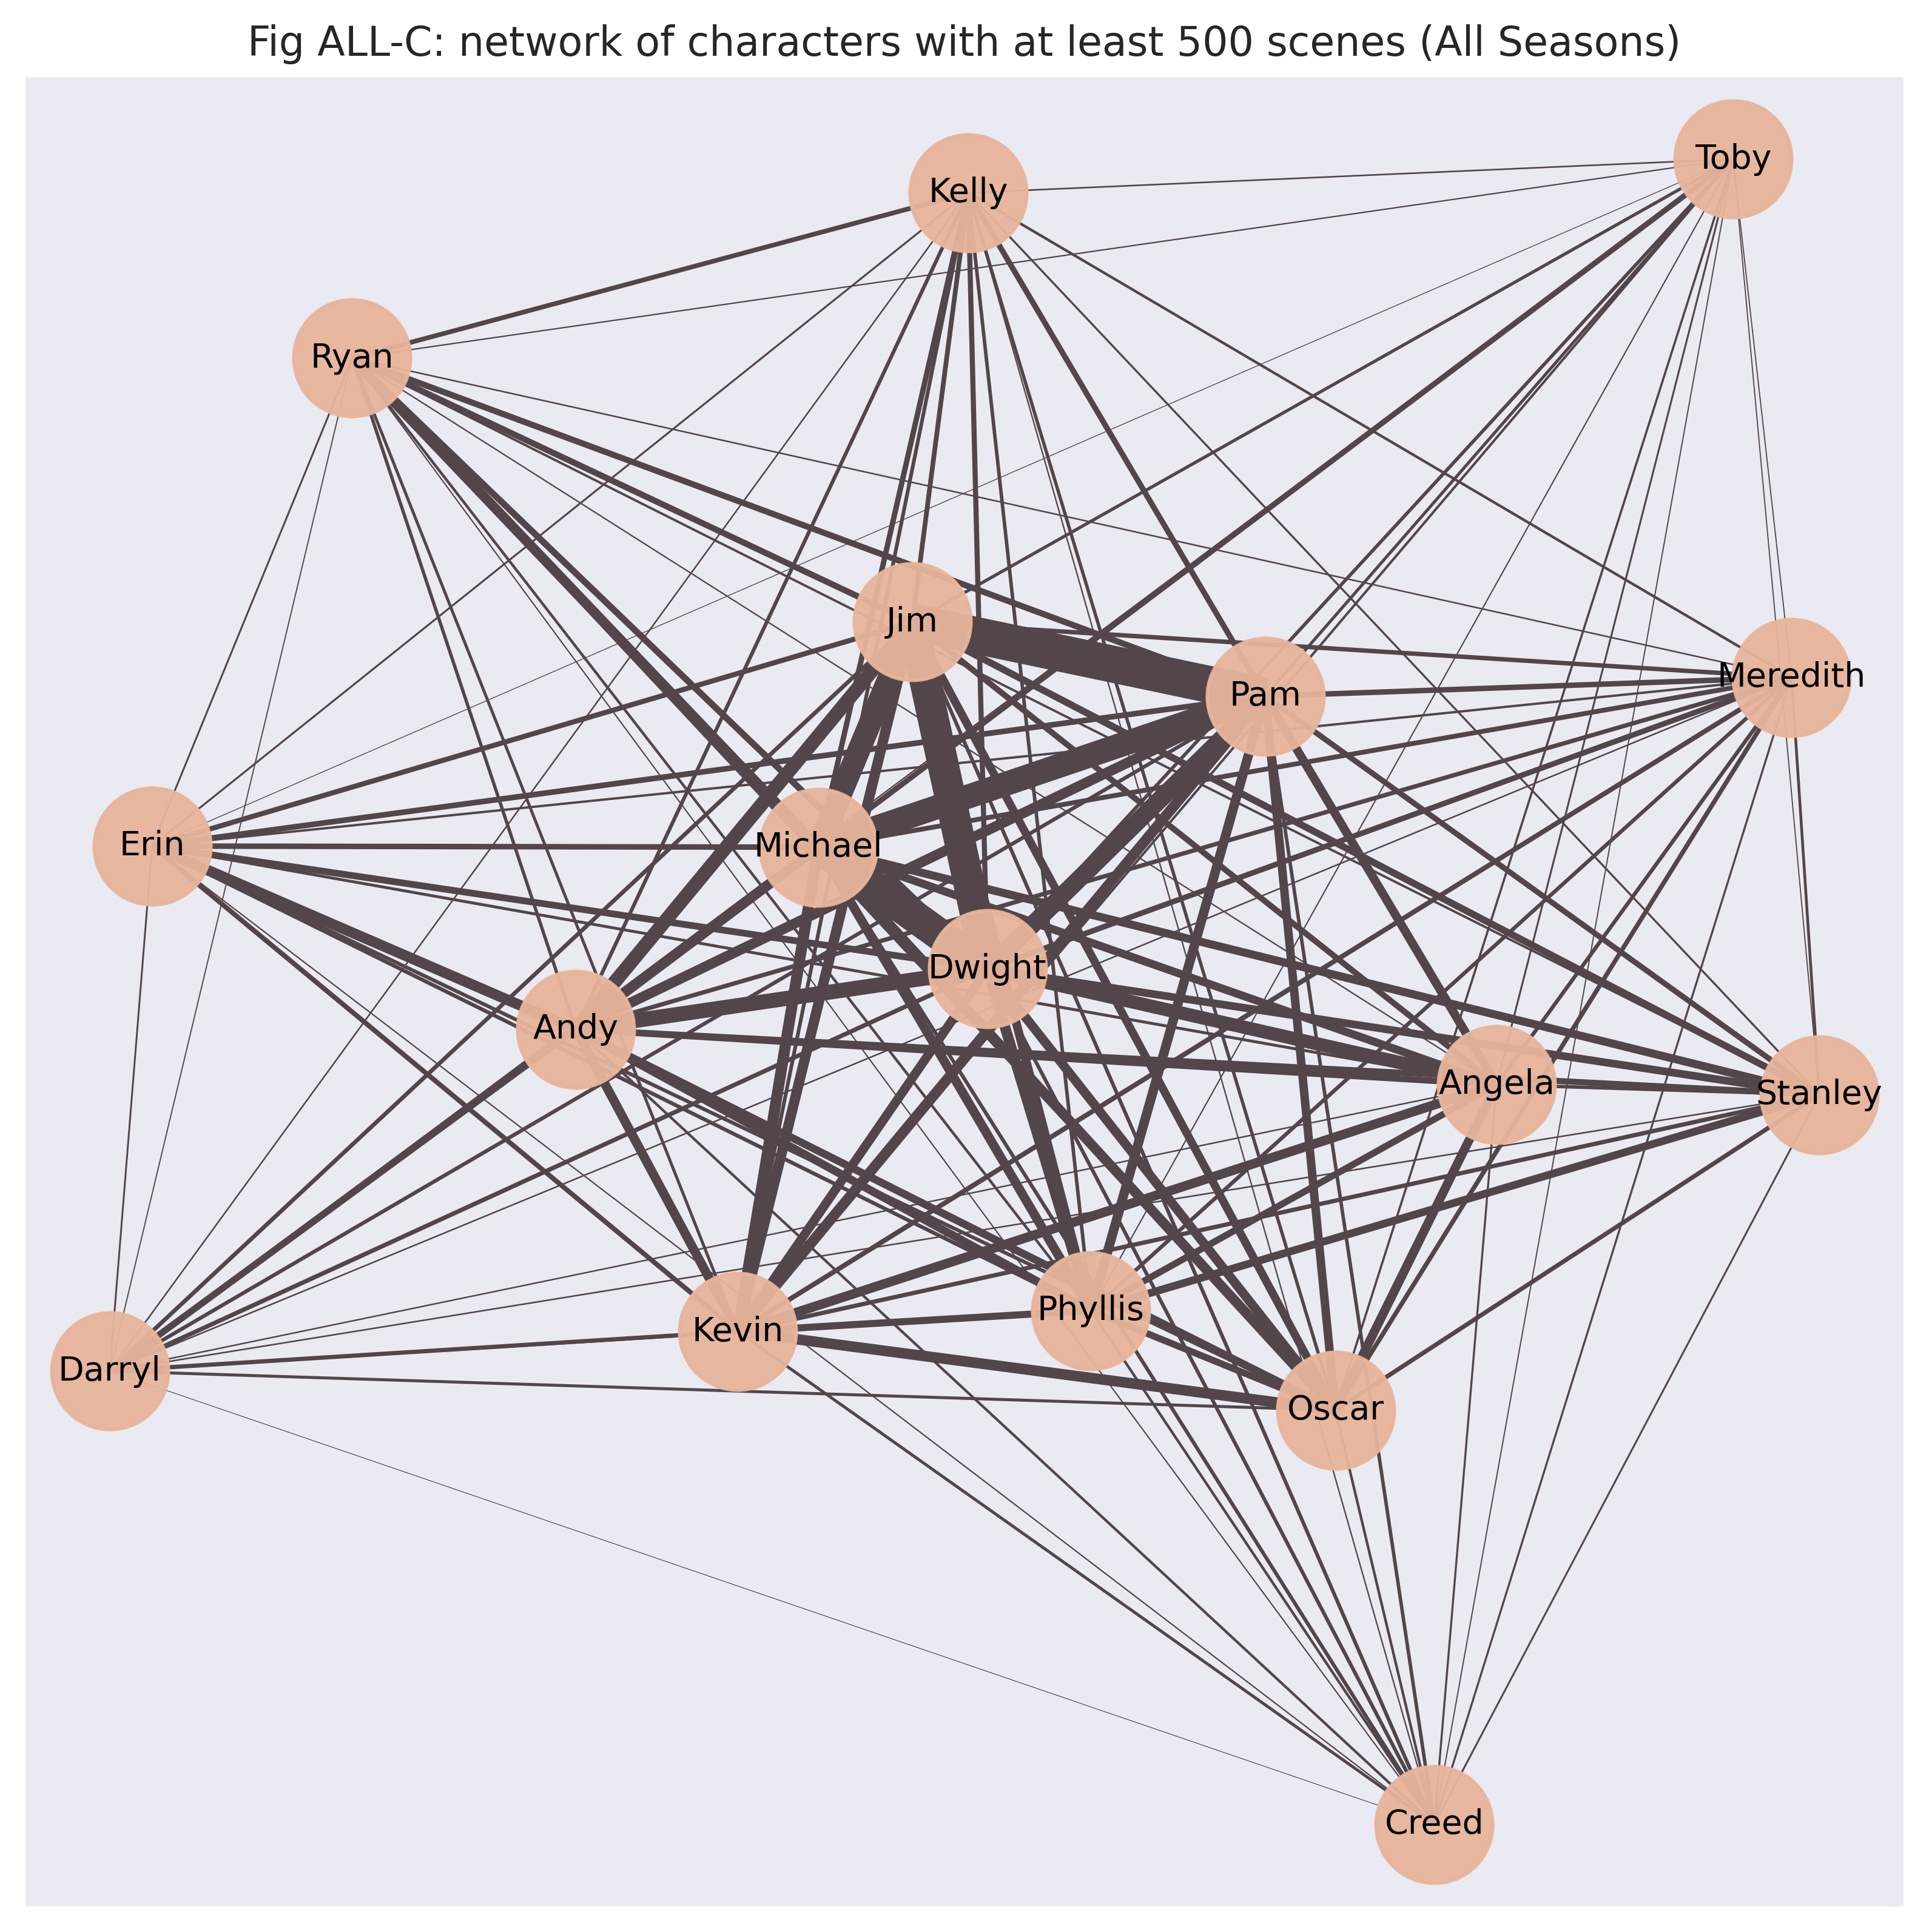 Fig ALL-C: network of characters with at least 500 scenes (All Seasons)
Toby
Kelly
Ryan
Jim
Meredith
Pam
Erin
Michael
Dwight
Andy
Angela
Stanley
Phyllis
Kevin
Darryl
Oscar
Creed